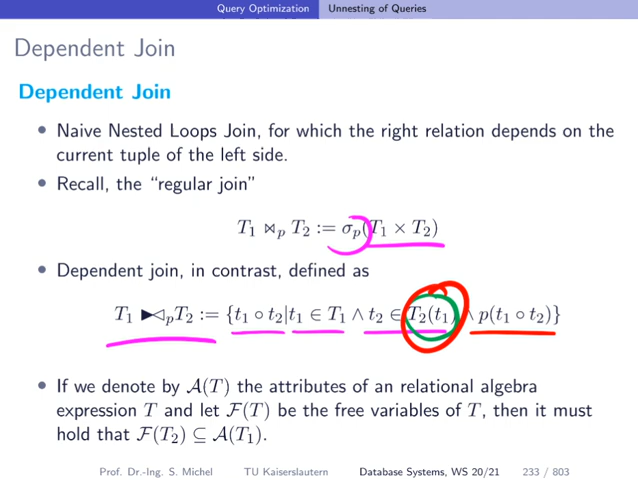 Query Optimization Unnesting of Queries
Dependent Join
Dependent Join
• Naive Nested Loops Join, for which the right relation depends on the
current tuple of the left side.
• Recall, the “regular join”
T₁ ⋈ₚ T₂ := σₚ(T₁ × T₂)
• Dependent join, in contrast, defined as
T₁ ▶◁ₚT₂ := {t₁ ∘ t₂|t₁ ∈ T₁ ∧ t₂ ∈ T₂(t₁) ∧ p(t₁ ∘ t₂)}
• If we denote by 𝒜(T) the attributes of an relational algebra
expression T and let ℱ(T) be the free variables of T, then it must
hold that ℱ(T₂) ⊆ 𝒜(T₁).
Prof. Dr.-Ing. S. Michel TU Kaiserslautern Database Systems, WS 20/21 233 / 803